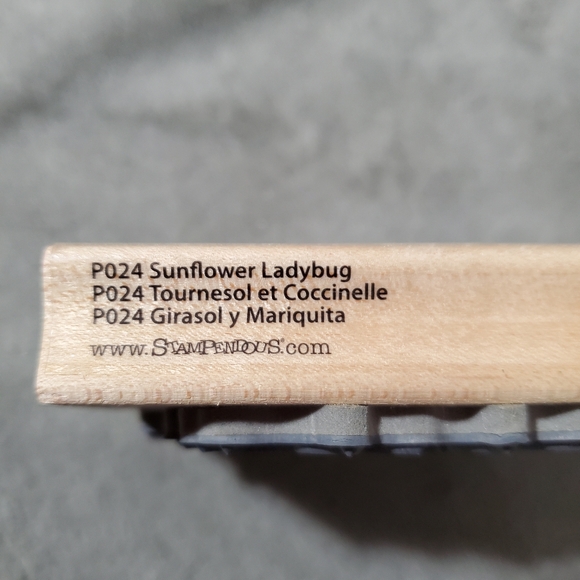 P024 Sunflower Ladybug
P024 Tournesol et Coccinelle
P024 Girasol y Mariquita
www.STAMPENDOUS®.com